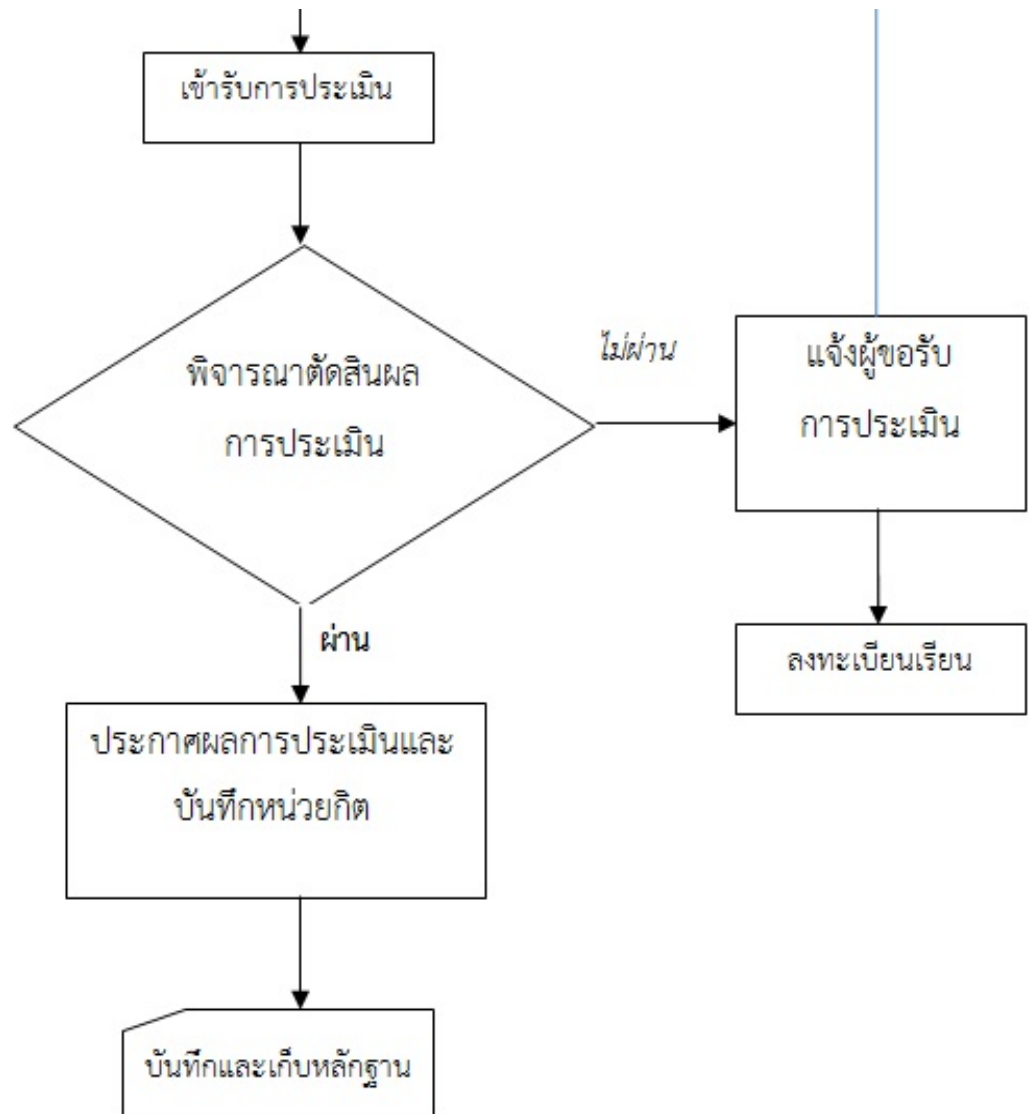 เข้ารับการประเมิน
พิจารณาตัดสินผล
การประเมิน
ไม่ผ่าน
แจ้งผู้ขอรับ
การประเมิน
ผ่าน
ลงทะเบียนเรียน
ประกาศผลการประเมินและ
บันทึกหน่วยกิต
บันทึกและเก็บหลักฐาน